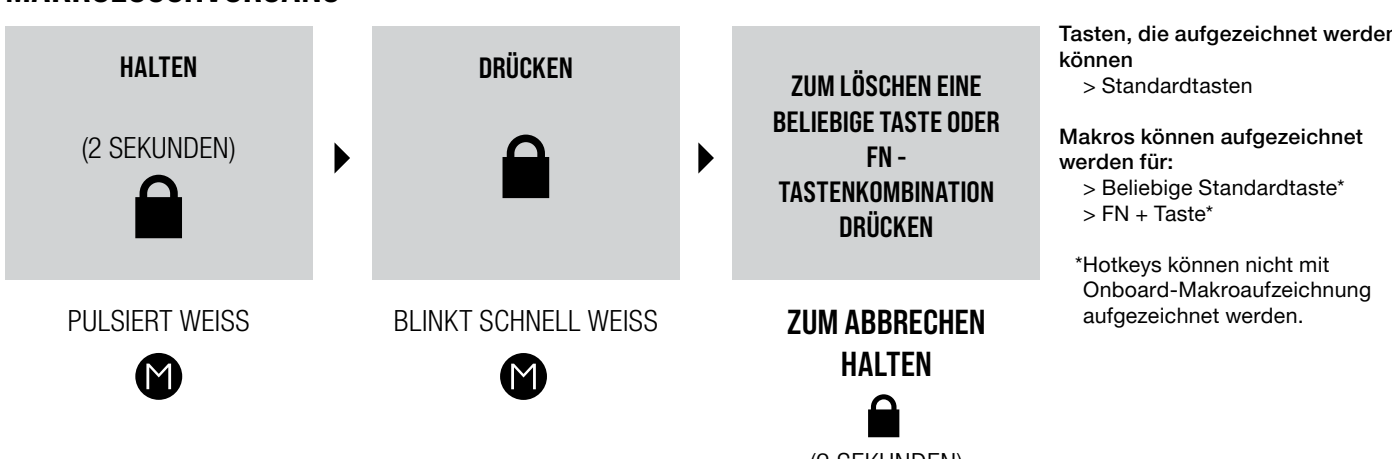 HALTEN
(2 SEKUNDEN)
PULSIERT WEISS
M
DRÜCKEN
BLINKT SCHNELL WEISS
M
ZUM LÖSCHEN EINE
BELIEBIGE TASTE ODER
FN -
TASTENKOMBINATION
DRÜCKEN
ZUM ABBRECHEN
HALTEN
(2 SEKUNDEN)
Tasten, die aufgezeichnet werden
können
> Standardtasten
Makros können aufgezeichnet
werden für:
> Beliebige Standardtaste*
> FN + Taste*
*Hotkeys können nicht mit
Onboard-Makroaufzeichnung
aufgezeichnet werden.